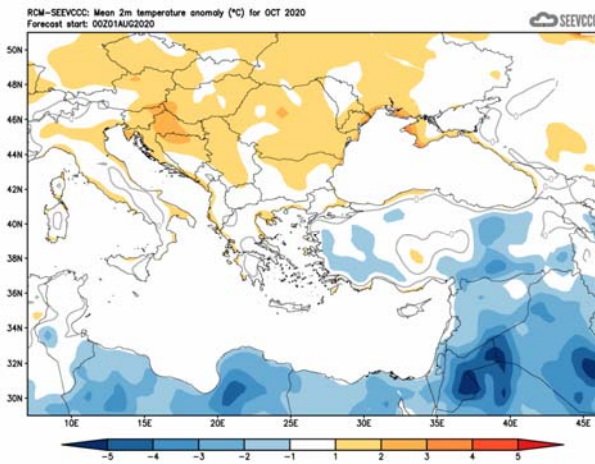 RCM-SEEVCCC: Mean 2m temperature anomaly (°C) for OCT 2020
Forecast start: 00Z01AUG2020
SEEVCCC
50N
48N
46N
44N
42N
40N
38N
36N
34N
32N
30N
10E 15E 20E 25E 30E 35E 40E 45E
-5 -4 -3 -2 -1 1 2 3 4 5